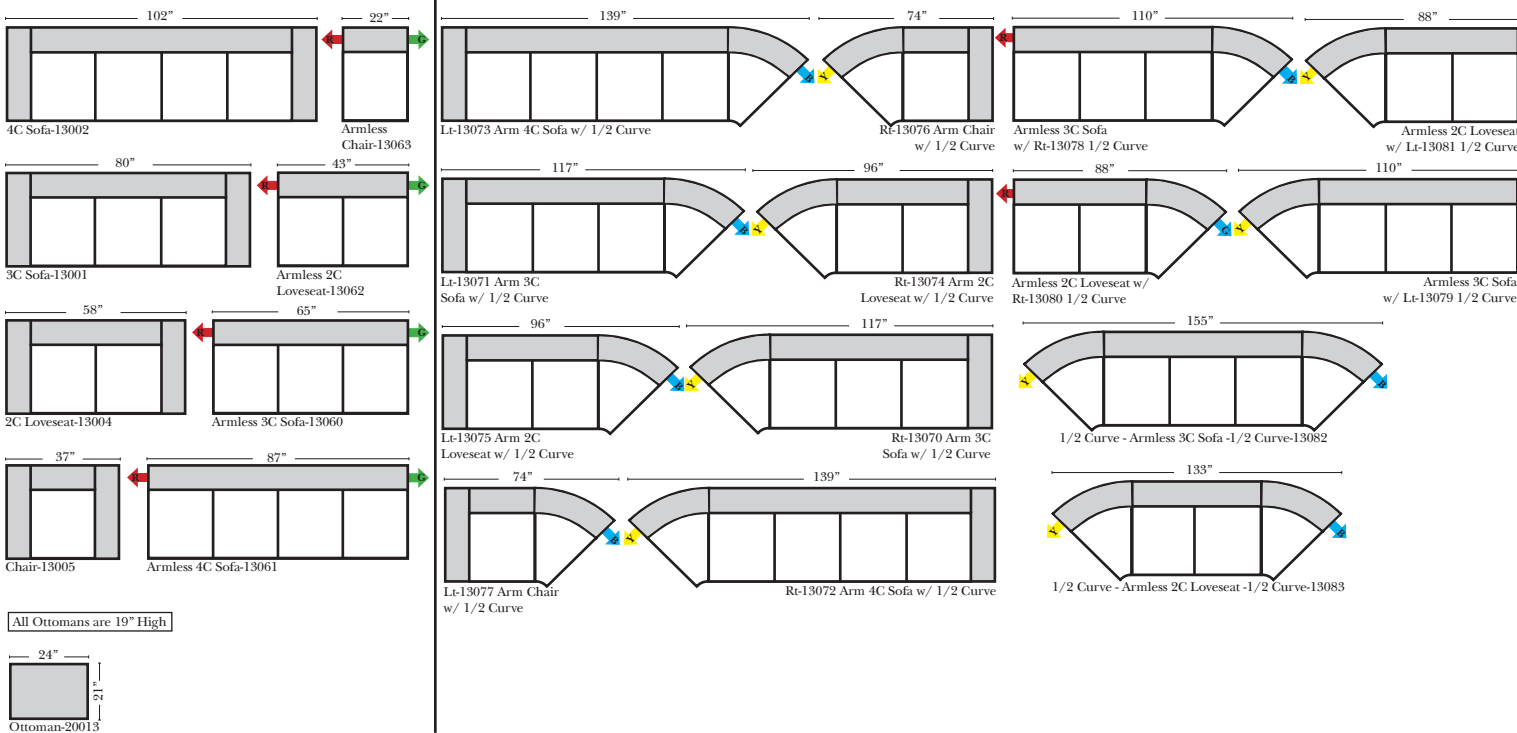 102”
22”
R
G
4C Sofa-13002
Armless
Chair-13063
80”
43”
R
G
3C Sofa-13001
Armless 2C
Loveseat-13062
58”
65”
R
G
2C Loveseat-13004
Armless 3C Sofa-13060
37”
87”
R
G
Chair-13005
Armless 4C Sofa-13061
All Ottomans are 19” High
24”
21”
Ottoman-20013
139”
74”
B
Y
Lt-13073 Arm 4C Sofa w/ 1/2 Curve
Rt-13076 Arm Chair
w/ 1/2 Curve
110”
88”
R
B
Y
Armless 3C Sofa
w/ Rt-13078 1/2 Curve
Armless 2C Loveseat
w/ Lt-13081 1/2 Curve
117”
96”
B
Y
Lt-13071 Arm 3C
Sofa w/ 1/2 Curve
Rt-13074 Arm 2C
Loveseat w/ 1/2 Curve
88”
110”
R
C
Y
Armless 2C Loveseat w/
Rt-13080 1/2 Curve
Armless 3C Sofa
w/ Lt-13079 1/2 Curve
96”
117”
B
Y
Lt-13075 Arm 2C
Loveseat w/ 1/2 Curve
Rt-13070 Arm 3C
Sofa w/ 1/2 Curve
155”
Y
B
1/2 Curve - Armless 3C Sofa -1/2 Curve-13082
74”
139”
B
Y
Lt-13077 Arm Chair
w/ 1/2 Curve
Rt-13072 Arm 4C Sofa w/ 1/2 Curve
133”
Y
B
1/2 Curve - Armless 2C Loveseat -1/2 Curve-13083